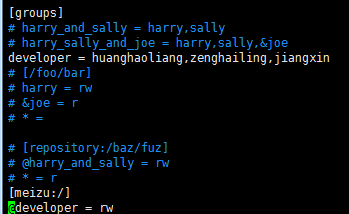 [groups]
# harry_and_sally = harry,sally
# harry_sally_and_joe = harry,sally,&joe
developer = huanghaoliang,zenghailing,jiangxin
# [/foo/bar]
# harry = rw
# &joe = r
# * =
# [repository:/baz/fuz]
# @harry_and_sally = rw
# * = r
[meizu:/]
@developer = rw